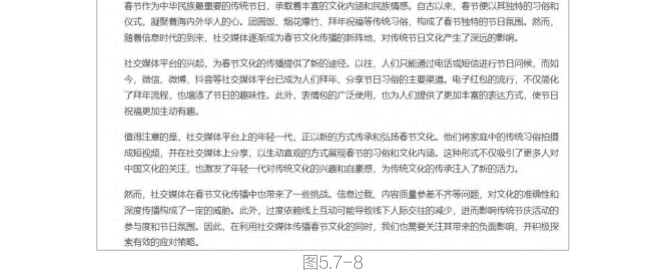 春节作为中华民族最重要的传统节日，承载着丰富的文化内涵和民族情感。自古以来，春节便以其独特的习俗和
仪式，凝聚着海内外华人的心。团圆饭、烟花爆竹、拜年祝福等传统习俗，构成了春节独特的节日氛围。然而，
随着信息时代的到来，社交媒体逐渐成为春节文化传播的新阵地，对传统节日文化产生了深远的影响。
社交媒体平台的兴起，为春节文化的传播提供了新的途径。以往，人们只能通过电话或短信进行节日问候，而如
今，微信、微博、抖音等社交媒体平台已成为人们拜年、分享节日习俗的主要渠道。电子红包的流行，不仅简化
了拜年流程，也增添了节日的趣味性。此外，表情包的广泛使用，也为人们提供了更加丰富的表达方式，使节日
祝福更加生动有趣。
值得注意的是，社交媒体平台上的年轻一代，正以新的方式传承和弘扬春节文化。他们将家庭中的传统习俗拍摄
成短视频，并在社交媒体上分享，以生动直观的方式展现春节的习俗和文化内涵。这种形式不仅吸引了更多人对
中国文化的关注，也激发了年轻一代对传统文化的兴趣和自豪感，为传统文化的传承注入了新的活力。
然而，社交媒体在春节文化传播中也带来了一些挑战。信息过载、内容质量参差不齐等问题，对文化的准确性和
深度传播构成了一定的威胁。此外，过度依赖线上互动可能导致线下人际交往的减少，进而影响传统节庆活动的
参与度和节日氛围。因此，在利用社交媒体传播春节文化的同时，我们也需要关注其带来的负面影响，并积极探
索有效的应对策略。
图5.7-8